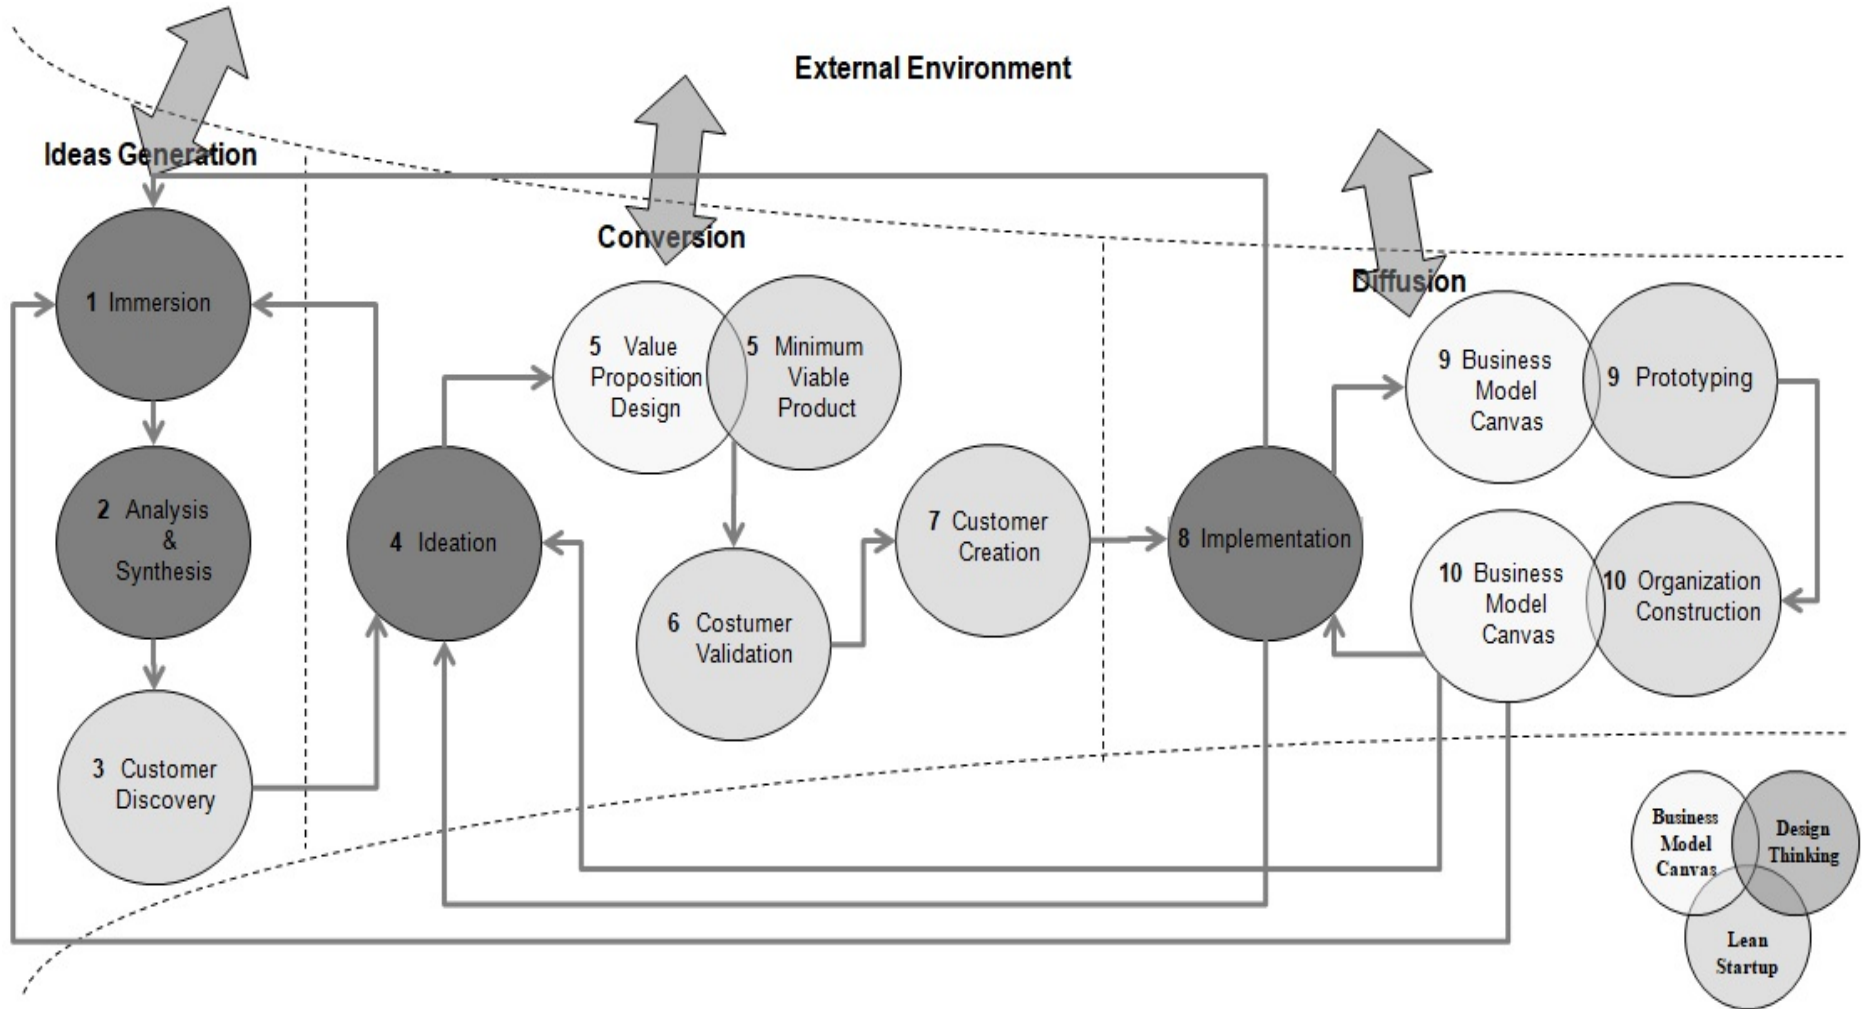 External Environment
Ideas Generation
Conversion
Diffusion
1 Immersion
2 Analysis
&
Synthesis
3 Customer
Discovery
4 Ideation
5 Value
Proposition
Design
5 Minimum
Viable
Product
6 Costumer
Validation
7 Customer
Creation
8 Implementation
9 Business
Model
Canvas
9 Prototyping
10 Business
Model
Canvas
10 Organization
Construction
Business
Model
Canvas
Design
Thinking
Lean
Startup